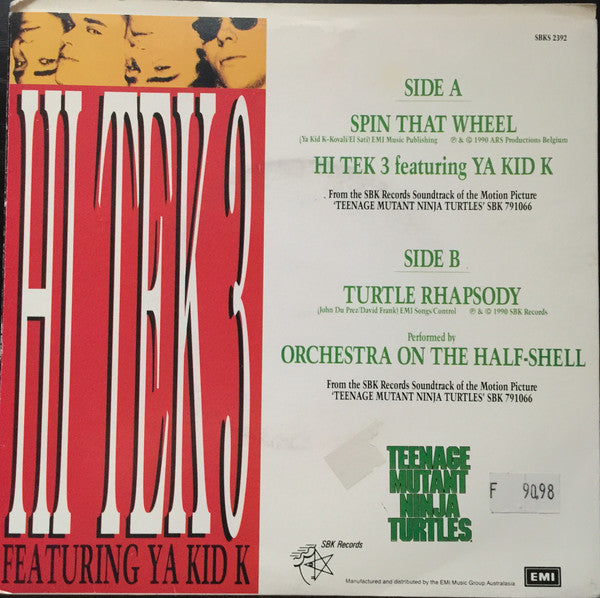 HI TEK 3
FEATURING YA KID K
SBKS 2392
SIDE A
SPIN THAT WHEEL
(Ya Kid K-Kovali/El Sati) EMI Music Publishing ℗ & © 1990 ARS Productions Belgium
HI TEK 3 featuring YA KID K
From the SBK Records Soundtrack of the Motion Picture
'TEENAGE MUTANT NINJA TURTLES' SBK 791066
SIDE B
TURTLE RHAPSODY
(John Du Prez/David Frank) EMI Songs/Control ℗ & © 1990 SBK Records
Performed by
ORCHESTRA ON THE HALF-SHELL
From the SBK Records Soundtrack of the Motion Picture
'TEENAGE MUTANT NINJA TURTLES' SBK 791066
TEENAGE
MUTANT
NINJA
TURTLES
F 9098
SBK Records
Manufactured and distributed by the EMI Music Group Australasia
EMI